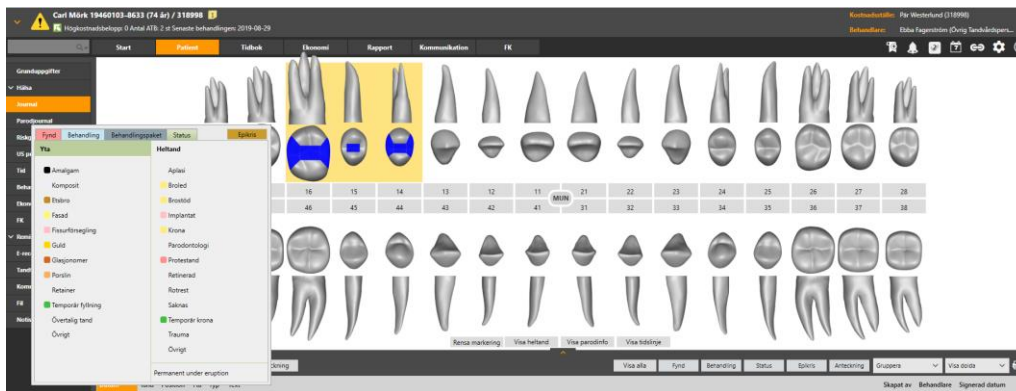 Carl Mörk 19460103-8633 (74 år) / 318998
Högkostnadsbelopp: 0 Antal ATB: 2 st Senaste behandlingen: 2019-08-29
Kostnadsställe: Pär Westerlund (318998)
Behandlare: Ebba Fagerström (Övrig Tandvårdspers...
Start Patient Tidbok Ekonomi Rapport Kommunikation FK
Grunduppgifter
Hälsa
Journal
Parodjournal
Fynd Behandling Behandlingspaket Status Epikris
Yta Heltand
Amalgam Aplasi
Komposit Broled
Etsbro Brostöd
Fasad Implantat
Fissurförsegling Krona
Guld Parodontologi
Glasjonomer Protestand
Porslin Retinerad
Retainer Rotrest
Temporär fyllning Saknas
Övertalig tand Temporär krona
Övrigt Trauma
Övrigt
Permanent under eruption
16 15 14 13 12 11 21 22 23 24 25 26 27 28
MUN
46 45 44 43 42 41 31 32 33 34 35 36 37 38
Rensa markering Visa heltand Visa parodinfo Visa tidslinje
Visa alla Fynd Behandling Status Epikris Anteckning Gruppera Visa dolda
Skapat av Behandlare Signerad datum